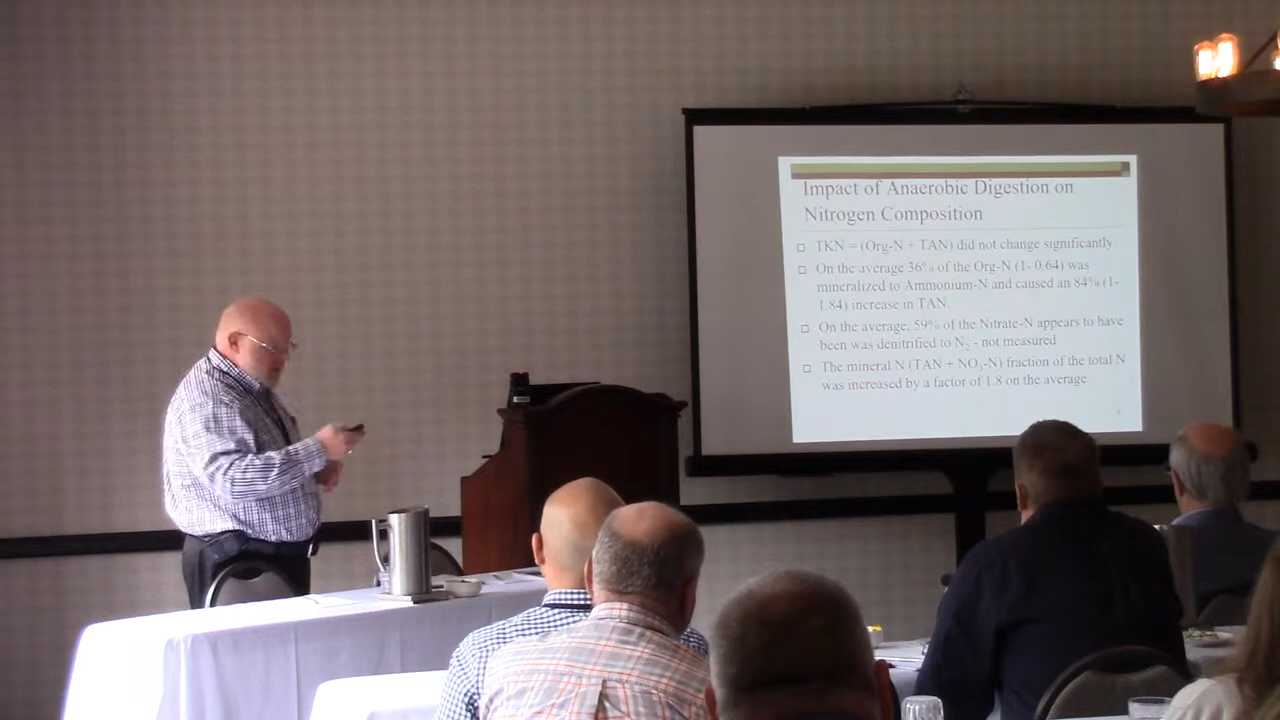 Impact of Anaerobic Digestion on
Nitrogen Composition
TKN = (Org-N + TAN) did not change significantly.
On the average 36% of the Org-N (1- 0.64) was
mineralized to Ammonium-N and caused an 84% (1-
1.84) increase in TAN.
On the average, 59% of the Nitrate-N appears to have
been was denitrified to N₂ - not measured
The mineral N (TAN + NO₃-N) fraction of the total N
was increased by a factor of 1.8 on the average